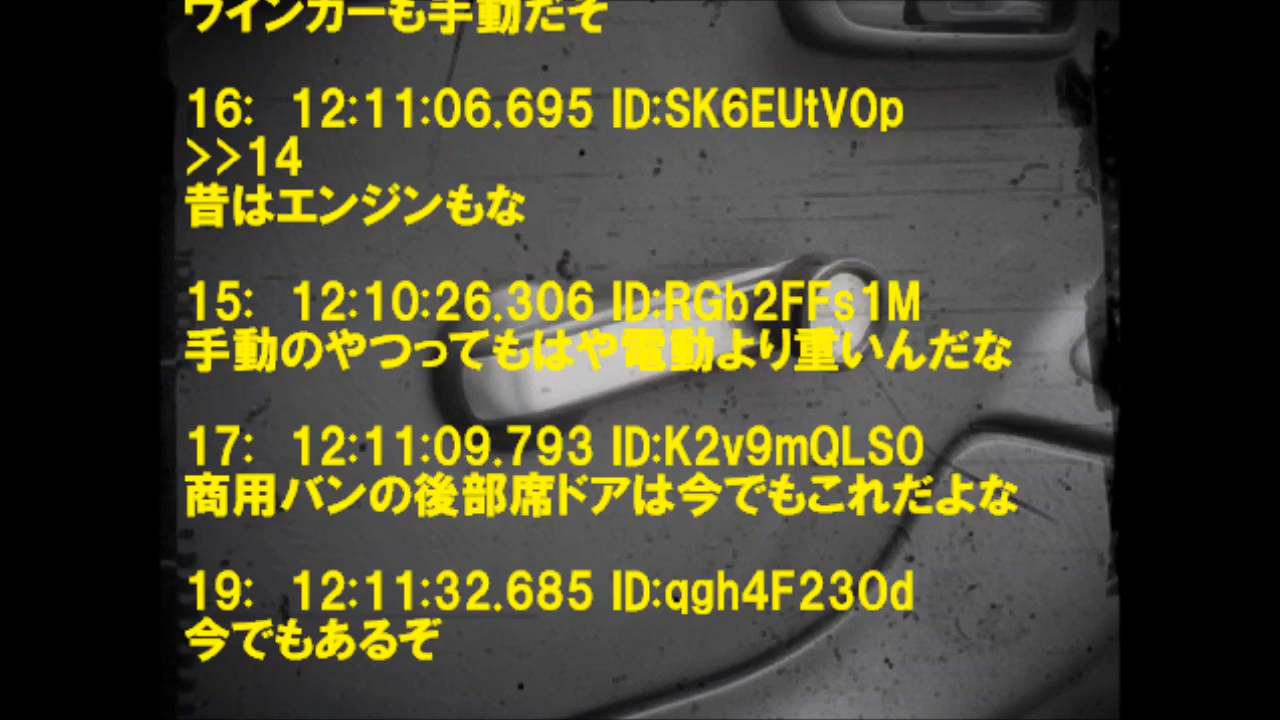 ウインカーも手動だぞ
16: 12:11:06.695 ID:SK6EUtV0p
>>14
昔はエンジンもな
15: 12:10:26.306 ID:RGb2FFs1M
手動のやつってもはや電動より重いんだな
17: 12:11:09.793 ID:K2v9mQLS0
商用バンの後部席ドアは今でもこれだよな
19: 12:11:32.685 ID:qgh4F23Od
今でもあるぞ